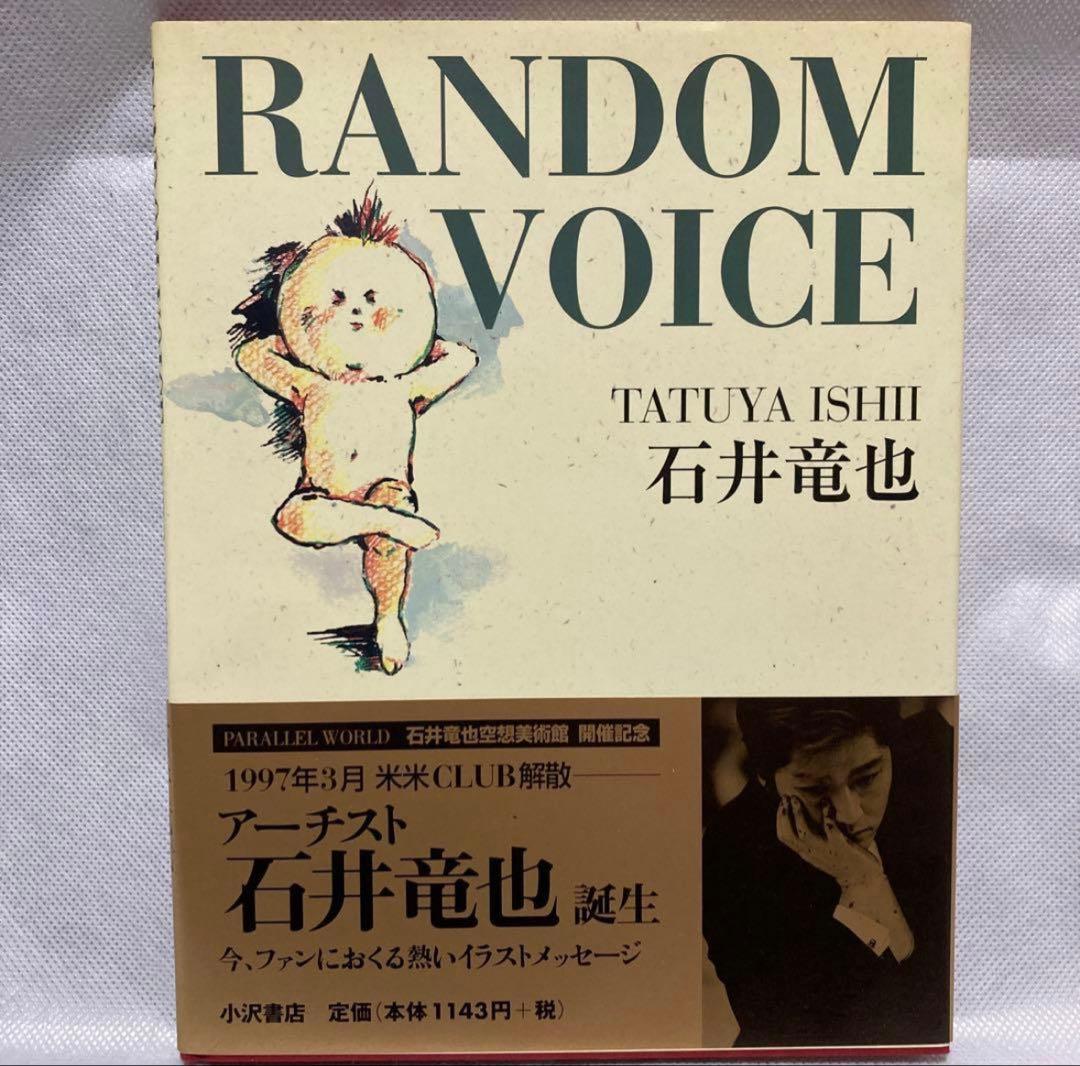 RANDOM
VOICE
TATUYA ISHII
石井竜也
PARALLEL WORLD 石井竜也空想美術館 開催記念
1997年3月 米米CLUB解散――
アーチスト
石井竜也 誕生
今、ファンにおくる熱いイラストメッセージ
小沢書店 定価(本体1143円+税)